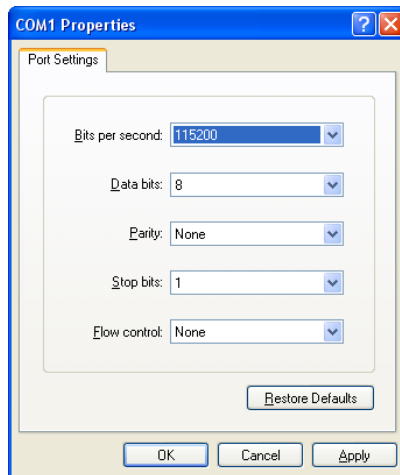 COM1 Properties
Port Settings
Bits per second: 115200
Data bits: 8
Parity: None
Stop bits: 1
Flow control: None
Restore Defaults
OK Cancel Apply